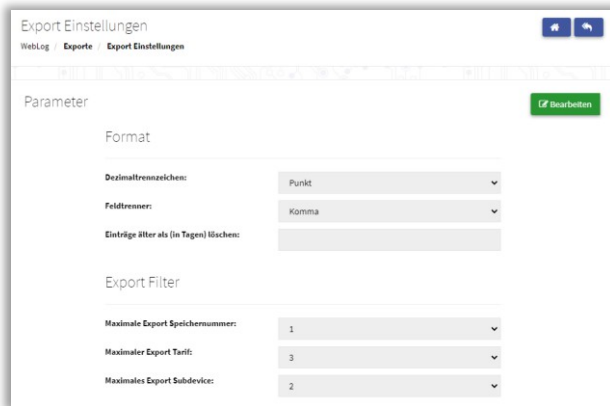 Export Einstellungen
WebLog / Exporte / Export Einstellungen
Parameter
Bearbeiten
Format
Dezimaltrennzeichen:
Punkt
Feldtrenner:
Komma
Einträge älter als (in Tagen) löschen:
Export Filter
Maximale Export Speichernummer:
1
Maximaler Export Tarif:
3
Maximales Export Subdevice:
2